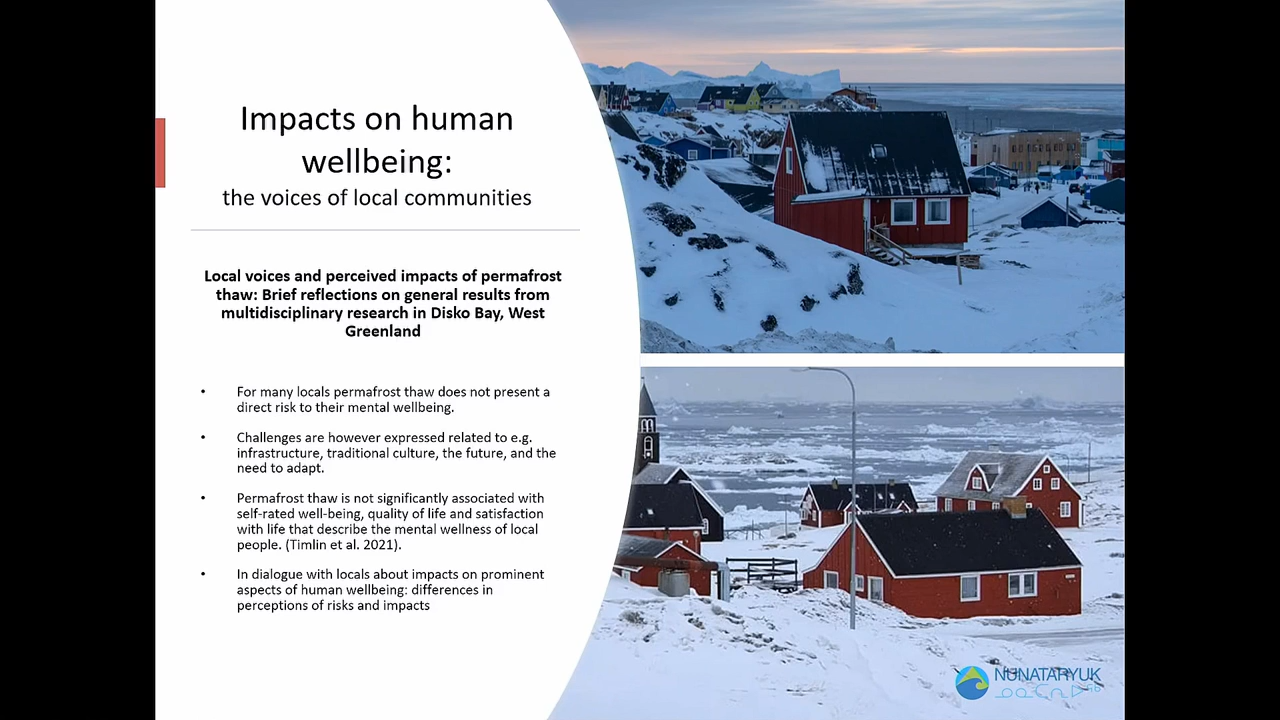 Impacts on human
wellbeing:
the voices of local communities
Local voices and perceived impacts of permafrost
thaw: Brief reflections on general results from
multidisciplinary research in Disko Bay, West
Greenland
• For many locals permafrost thaw does not present a
direct risk to their mental wellbeing.
• Challenges are however expressed related to e.g.
infrastructure, traditional culture, the future, and the
need to adapt.
• Permafrost thaw is not significantly associated with
self-rated well-being, quality of life and satisfaction
with life that describe the mental wellness of local
people. (Timlin et al. 2021).
• In dialogue with locals about impacts on prominent
aspects of human wellbeing: differences in
perceptions of risks and impacts
NUNATARYUK